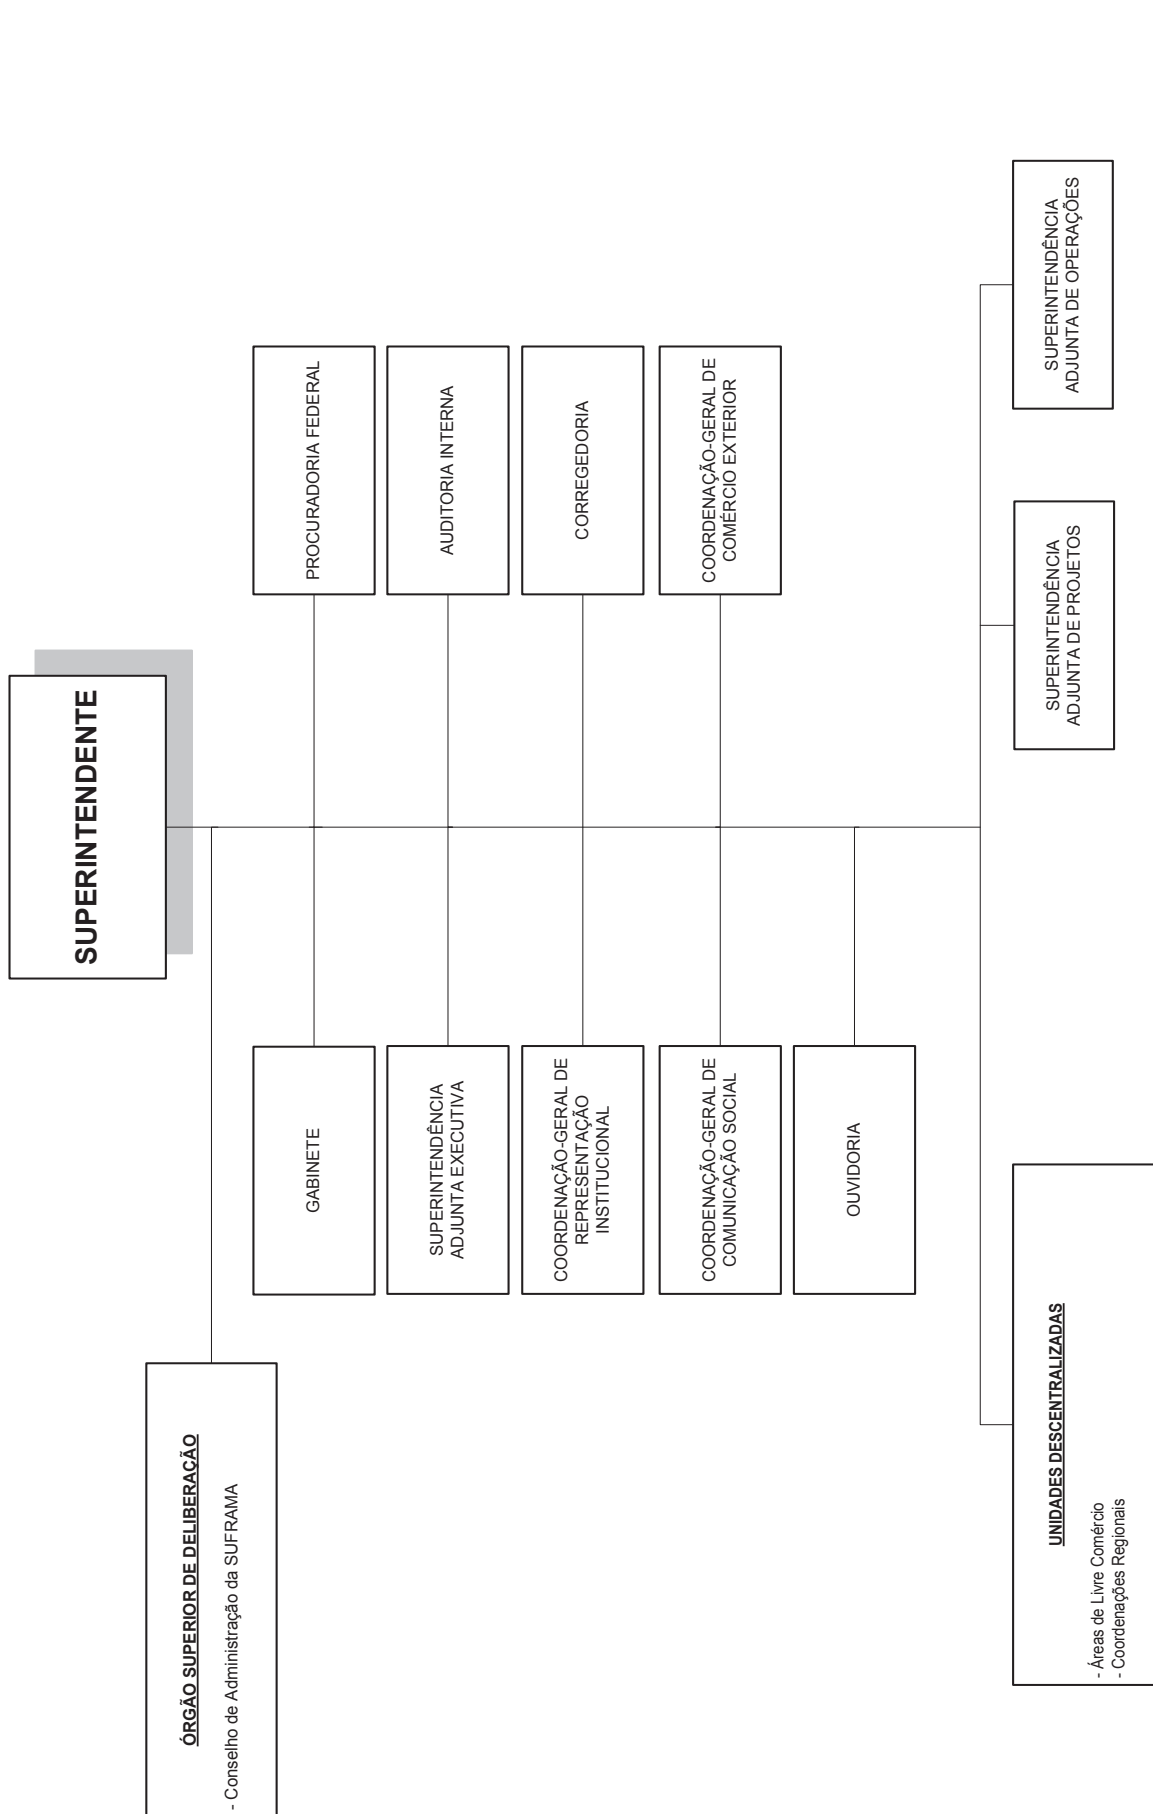 SUPERINTENDENTE
ÓRGÃO SUPERIOR DE DELIBERAÇÃO
- Conselho de Administração da SUFRAMA
GABINETE
PROCURADORIA FEDERAL
SUPERINTENDÊNCIA
ADJUNTA EXECUTIVA
AUDITORIA INTERNA
COORDENAÇÃO-GERAL DE
REPRESENTAÇÃO
INSTITUCIONAL
CORREGEDORIA
COORDENAÇÃO-GERAL DE
COMUNICAÇÃO SOCIAL
COORDENAÇÃO-GERAL DE
COMÉRCIO EXTERIOR
OUVIDORIA
UNIDADES DESCENTRALIZADAS
- Áreas de Livre Comércio
- Coordenações Regionais
SUPERINTENDÊNCIA
ADJUNTA DE PROJETOS
SUPERINTENDÊNCIA
ADJUNTA DE OPERAÇÕES